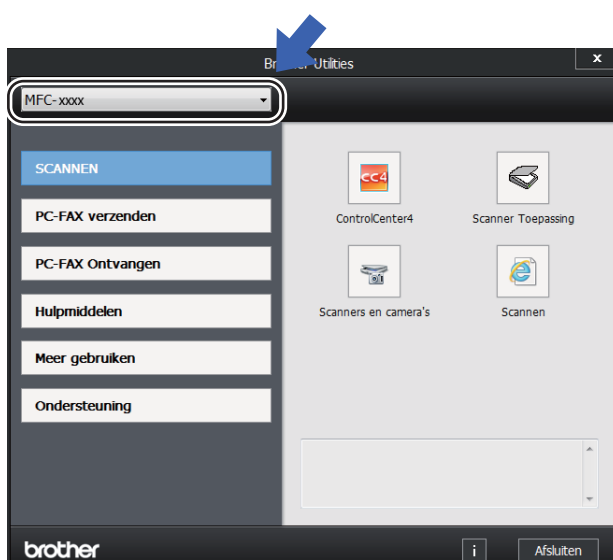 Utilities
x
MFC-xxxx
SCANNEN
PC-FAX verzenden
PC-FAX Ontvangen
Hulpmiddelen
Meer gebruiken
Ondersteuning
CC4
ControlCenter4
Scanner Toepassing
Scanners en camera's
Scannen
brother
i
Afsluiten